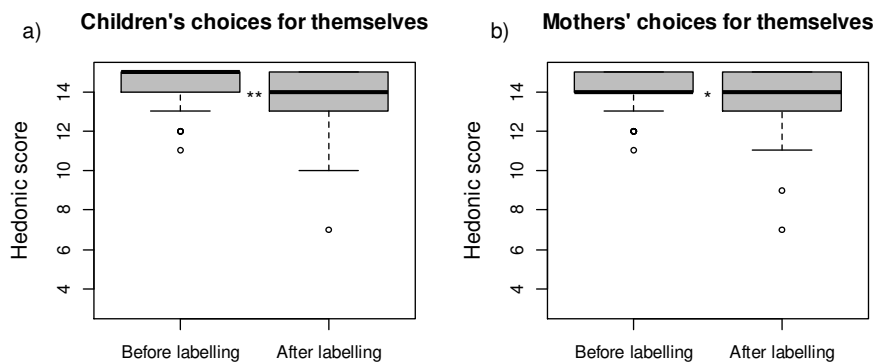 a) Children's choices for themselves
Hedonic score
14
12
10
8
6
4
**
Before labelling After labelling
b) Mothers' choices for themselves
Hedonic score
14
12
10
8
6
4
*
Before labelling After labelling